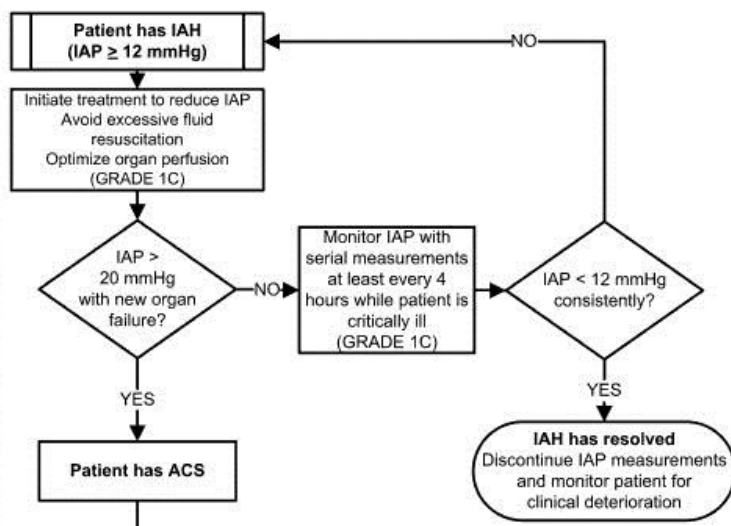 Patient has IAH
(IAP ≥ 12 mmHg)
NO
Initiate treatment to reduce IAP
Avoid excessive fluid
resuscitation
Optimize organ perfusion
(GRADE 1C)
IAP >
20 mmHg
with new organ
failure?
NO
Monitor IAP with
serial measurements
at least every 4
hours while patient is
critically ill
(GRADE 1C)
IAP < 12 mmHg
consistently?
YES
YES
Patient has ACS
IAH has resolved
Discontinue IAP measurements
and monitor patient for
clinical deterioration